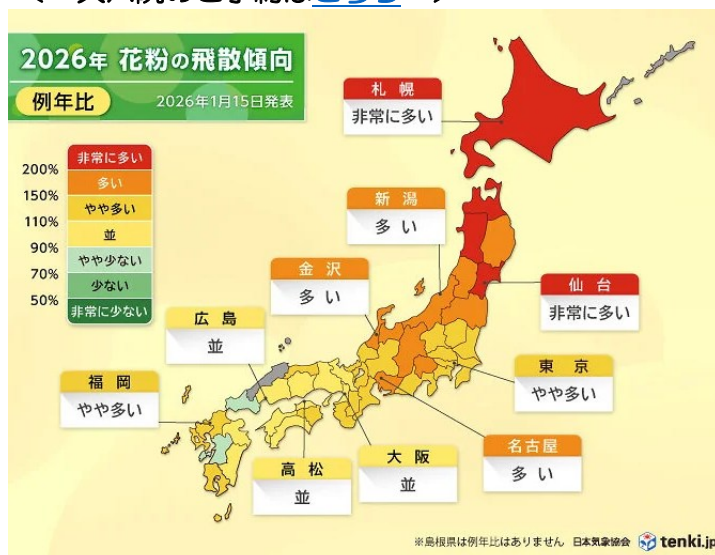 こちら
2026年 花粉の飛散傾向
例年比
2026年1月15日発表
非常に多い
200%
多い
150%
やや多い
110%
並
90%
やや少ない
70%
少ない
50%
非常に少ない
札幌
非常に多い
新潟
多い
金沢
多い
仙台
非常に多い
広島
並
福岡
やや多い
東京
やや多い
名古屋
多い
高松
並
大阪
並
※島根県は例年比はありません 日本気象協会 tenki.jp